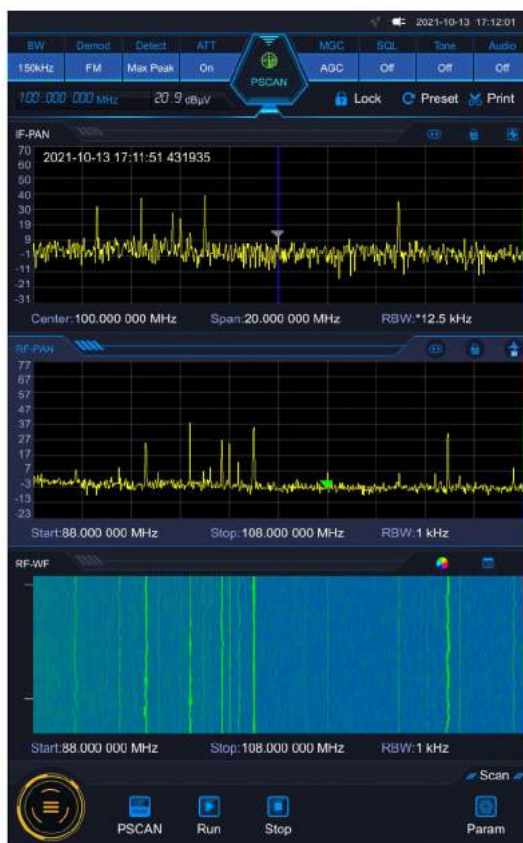 2021-10-13 17:12:01
BW Demod Detect ATT MGC SQL Tone Audio
150kHz FM Max Peak On PSCAN AGC Off Off Off
100.000 000 MHz 20.9 dBµV Lock Preset Print
IF-PAN
70
2021-10-13 17:11:51 431935
60
50
40
30
19
9
-1
-11
-21
-31
Center:100.000 000 MHz Span:20.000 000 MHz RBW:*12.5 kHz
RF-PAN
77
67
57
47
37
27
17
7
-3
-13
-23
Start:88.000 000 MHz Stop:108.000 000 MHz RBW:1 kHz
RF-WF
Start:88.000 000 MHz Stop:108.000 000 MHz RBW:1 kHz
Scan
PSCAN Run Stop Param